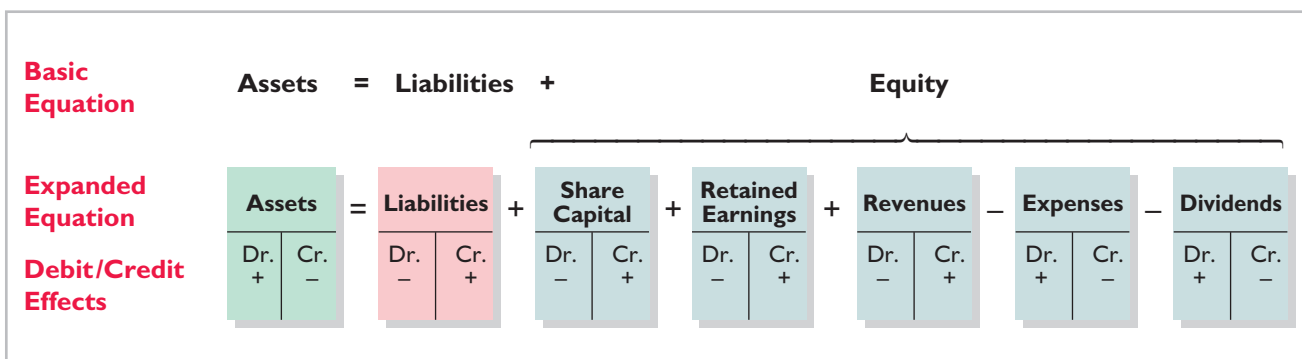 Basic
Equation
Assets = Liabilities + Equity
Expanded
Equation
Assets = Liabilities + Share Capital + Retained Earnings + Revenues – Expenses – Dividends
Debit/Credit
Effects
Dr. Cr. Dr. Cr. Dr. Cr. Dr. Cr. Dr. Cr. Dr. Cr. Dr. Cr.
+ – – + – + – + – + + – + –